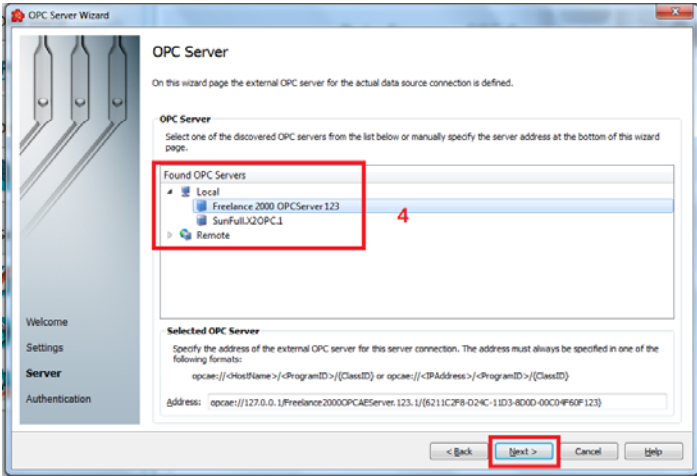 OPC Server Wizard
OPC Server
On this wizard page the external OPC server for the actual data source connection is defined.
OPC Server
Select one of the discovered OPC servers from the list below or manually specify the server address at the bottom of this wizard
page.
Found OPC Servers
Local
Freelance 2000 OPCServer123
SunFull.X2OPC.1
Remote
4
Welcome
Settings
Server
Authentication
Selected OPC Server
Specify the address of the external OPC server for this server connection. The address must always be specified in one of the
following formats:
opcae://<HostName>/<ProgramID>/{ClassID} or opcae://<IPAddress>/<ProgramID>/{ClassID}
Address: opcae://127.0.0.1/Freelance2000OPCAEServer.123.1/{6211C2F8-D24C-11D3-8D0D-00C04F60F123}
< Back Next > Cancel Help